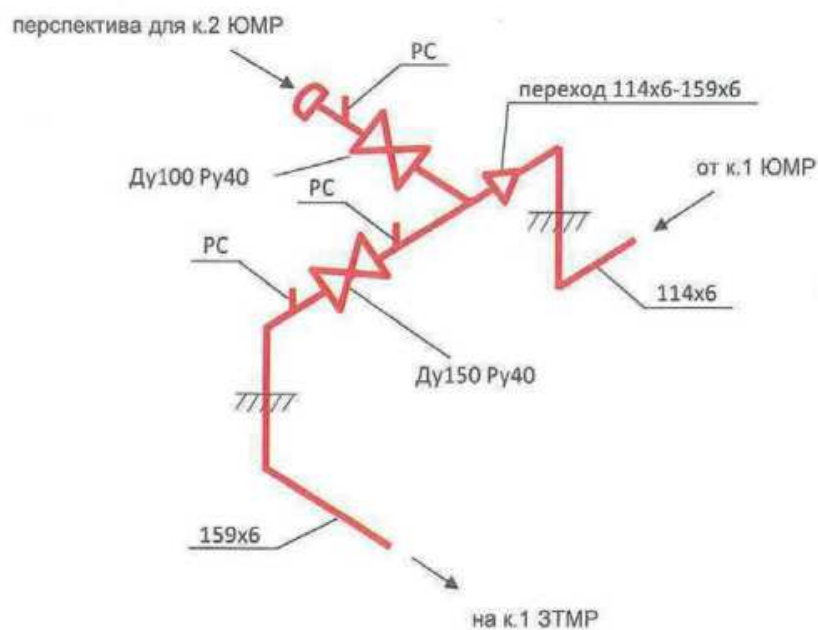 перспектива для к.2 ЮМР
РС
переход 114х6-159х6
Ду100 Ру40
РС
от к.1 ЮМР
РС
114х6
Ду150 Ру40
159х6
на к.1 ЗТМР